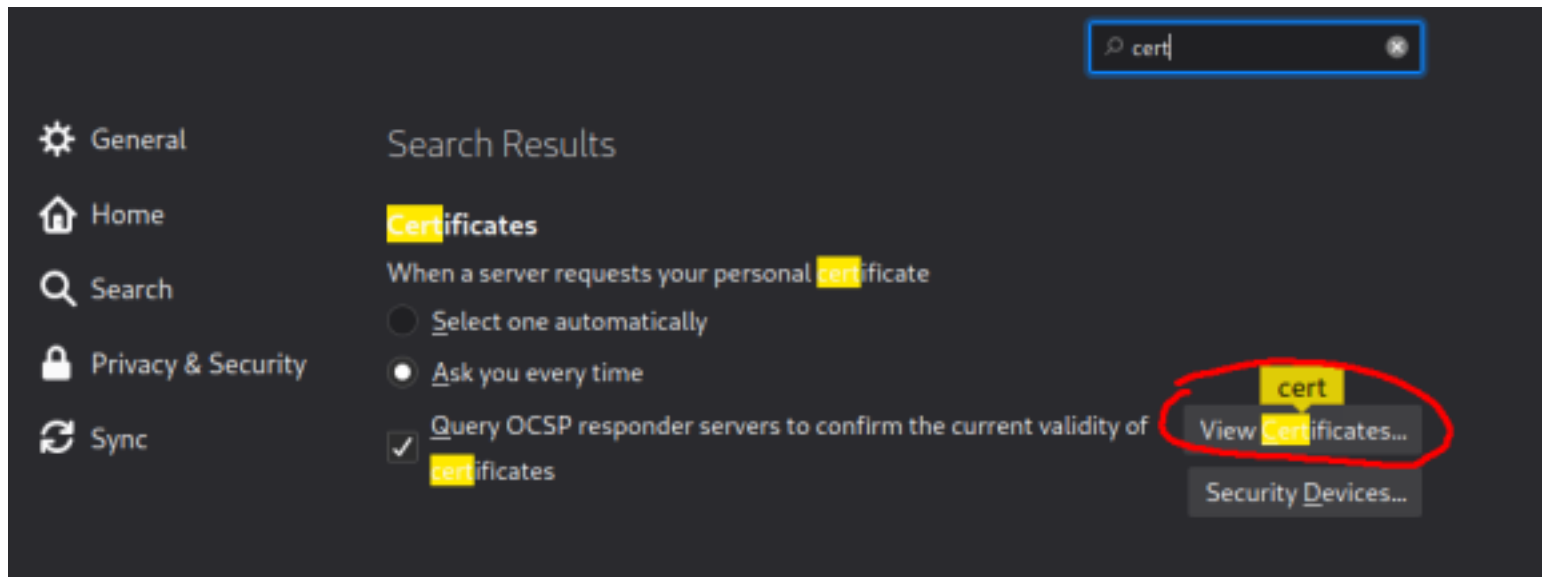 cert
General
Home
Search
Privacy & Security
Sync
Search Results
Certificates
When a server requests your personal certificate
Select one automatically
Ask you every time
Query OCSP responder servers to confirm the current validity of
certificates
cert
View Certificates...
Security Devices...